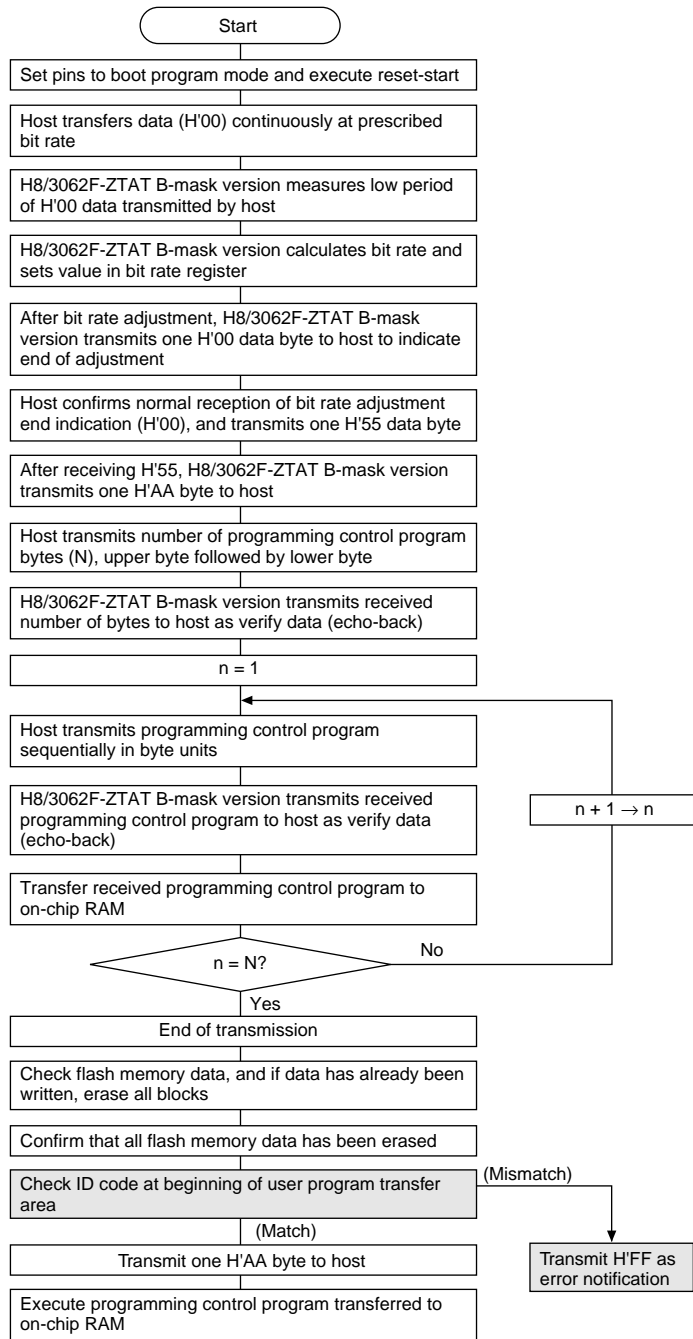 Start
Set pins to boot program mode and execute reset-start
Host transfers data (H'00) continuously at prescribed
bit rate
H8/3062F-ZTAT B-mask version measures low period
of H'00 data transmitted by host
H8/3062F-ZTAT B-mask version calculates bit rate and
sets value in bit rate register
After bit rate adjustment, H8/3062F-ZTAT B-mask
version transmits one H'00 data byte to host to indicate
end of adjustment
Host confirms normal reception of bit rate adjustment
end indication (H'00), and transmits one H'55 data byte
After receiving H'55, H8/3062F-ZTAT B-mask version
transmits one H'AA byte to host
Host transmits number of programming control program
bytes (N), upper byte followed by lower byte
H8/3062F-ZTAT B-mask version transmits received
number of bytes to host as verify data (echo-back)
n = 1
Host transmits programming control program
sequentially in byte units
H8/3062F-ZTAT B-mask version transmits received
programming control program to host as verify data
(echo-back)
n + 1 → n
Transfer received programming control program to
on-chip RAM
n = N?
No
Yes
End of transmission
Check flash memory data, and if data has already been
written, erase all blocks
Confirm that all flash memory data has been erased
Check ID code at beginning of user program transfer
area
(Mismatch)
(Match)
Transmit one H'AA byte to host
Transmit H'FF as
error notification
Execute programming control program transferred to
on-chip RAM